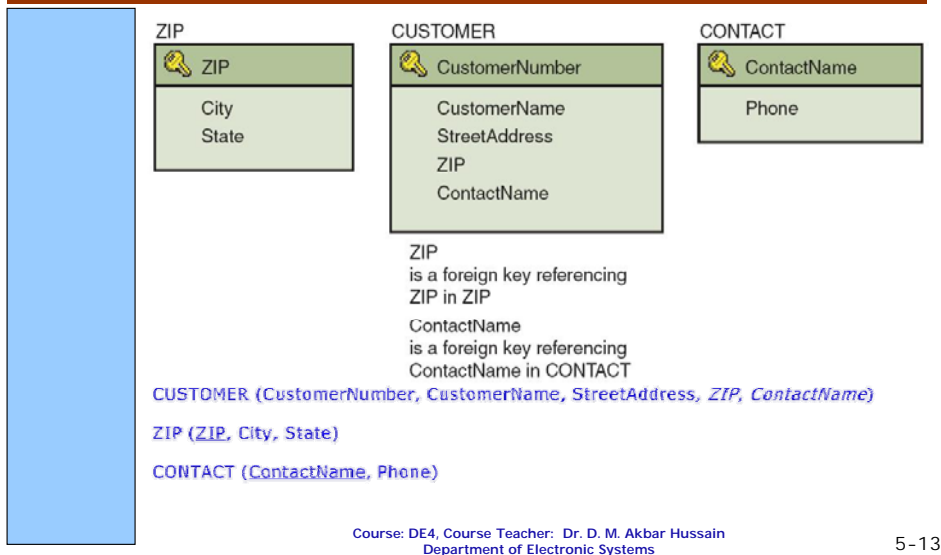 ZIP
ZIP
City
State
CUSTOMER
CustomerNumber
CustomerName
StreetAddress
ZIP
ContactName
CONTACT
ContactName
Phone
ZIP
is a foreign key referencing
ZIP in ZIP
ContactName
is a foreign key referencing
ContactName in CONTACT
CUSTOMER (CustomerNumber, CustomerName, StreetAddress, ZIP, ContactName)
ZIP (ZIP, City, State)
CONTACT (ContactName, Phone)
Course: DE4, Course Teacher: Dr. D. M. Akbar Hussain
Department of Electronic Systems
5-13